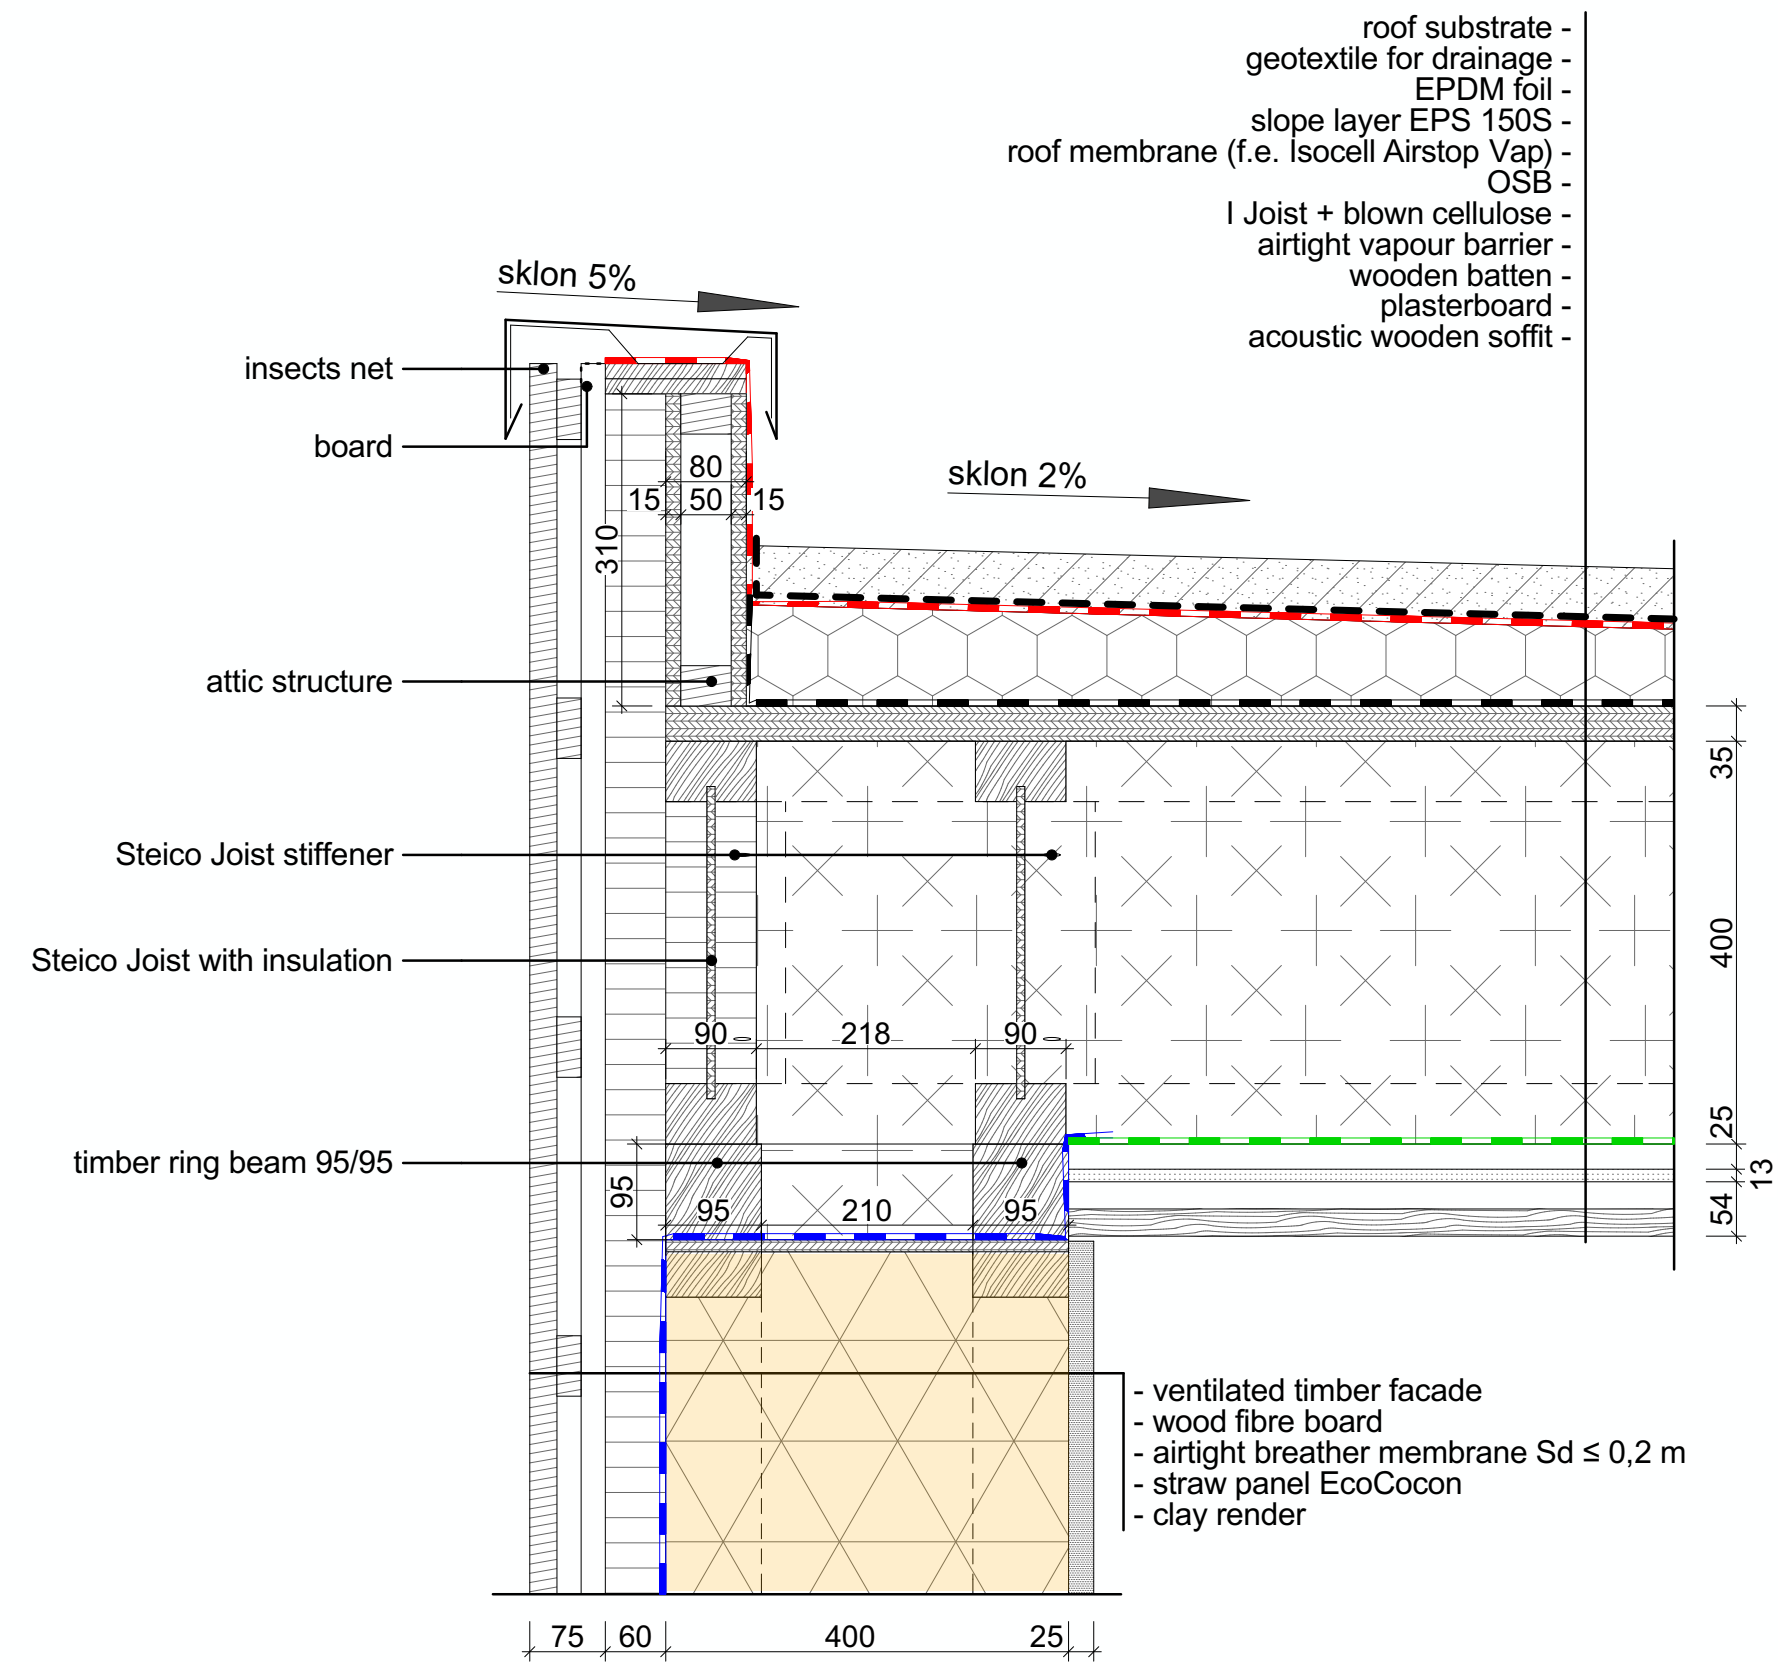 roof substrate -
geotextile for drainage -
EPDM foil -
slope layer EPS 150S -
roof membrane (f.e. Isocell Airstop Vap) -
OSB -
I Joist + blown cellulose -
airtight vapour barrier -
wooden batten -
plasterboard -
acoustic wooden soffit -
sklon 5%
insects net
board
sklon 2%
80
15 50 15
310
attic structure
35
Steico Joist stiffener
400
Steico Joist with insulation
90 218 90
25
timber ring beam 95/95
13
95
95 210 95
54
- ventilated timber facade
- wood fibre board
- airtight breather membrane Sd ≤ 0,2 m
- straw panel EcoCocon
- clay render
75 60 400 25